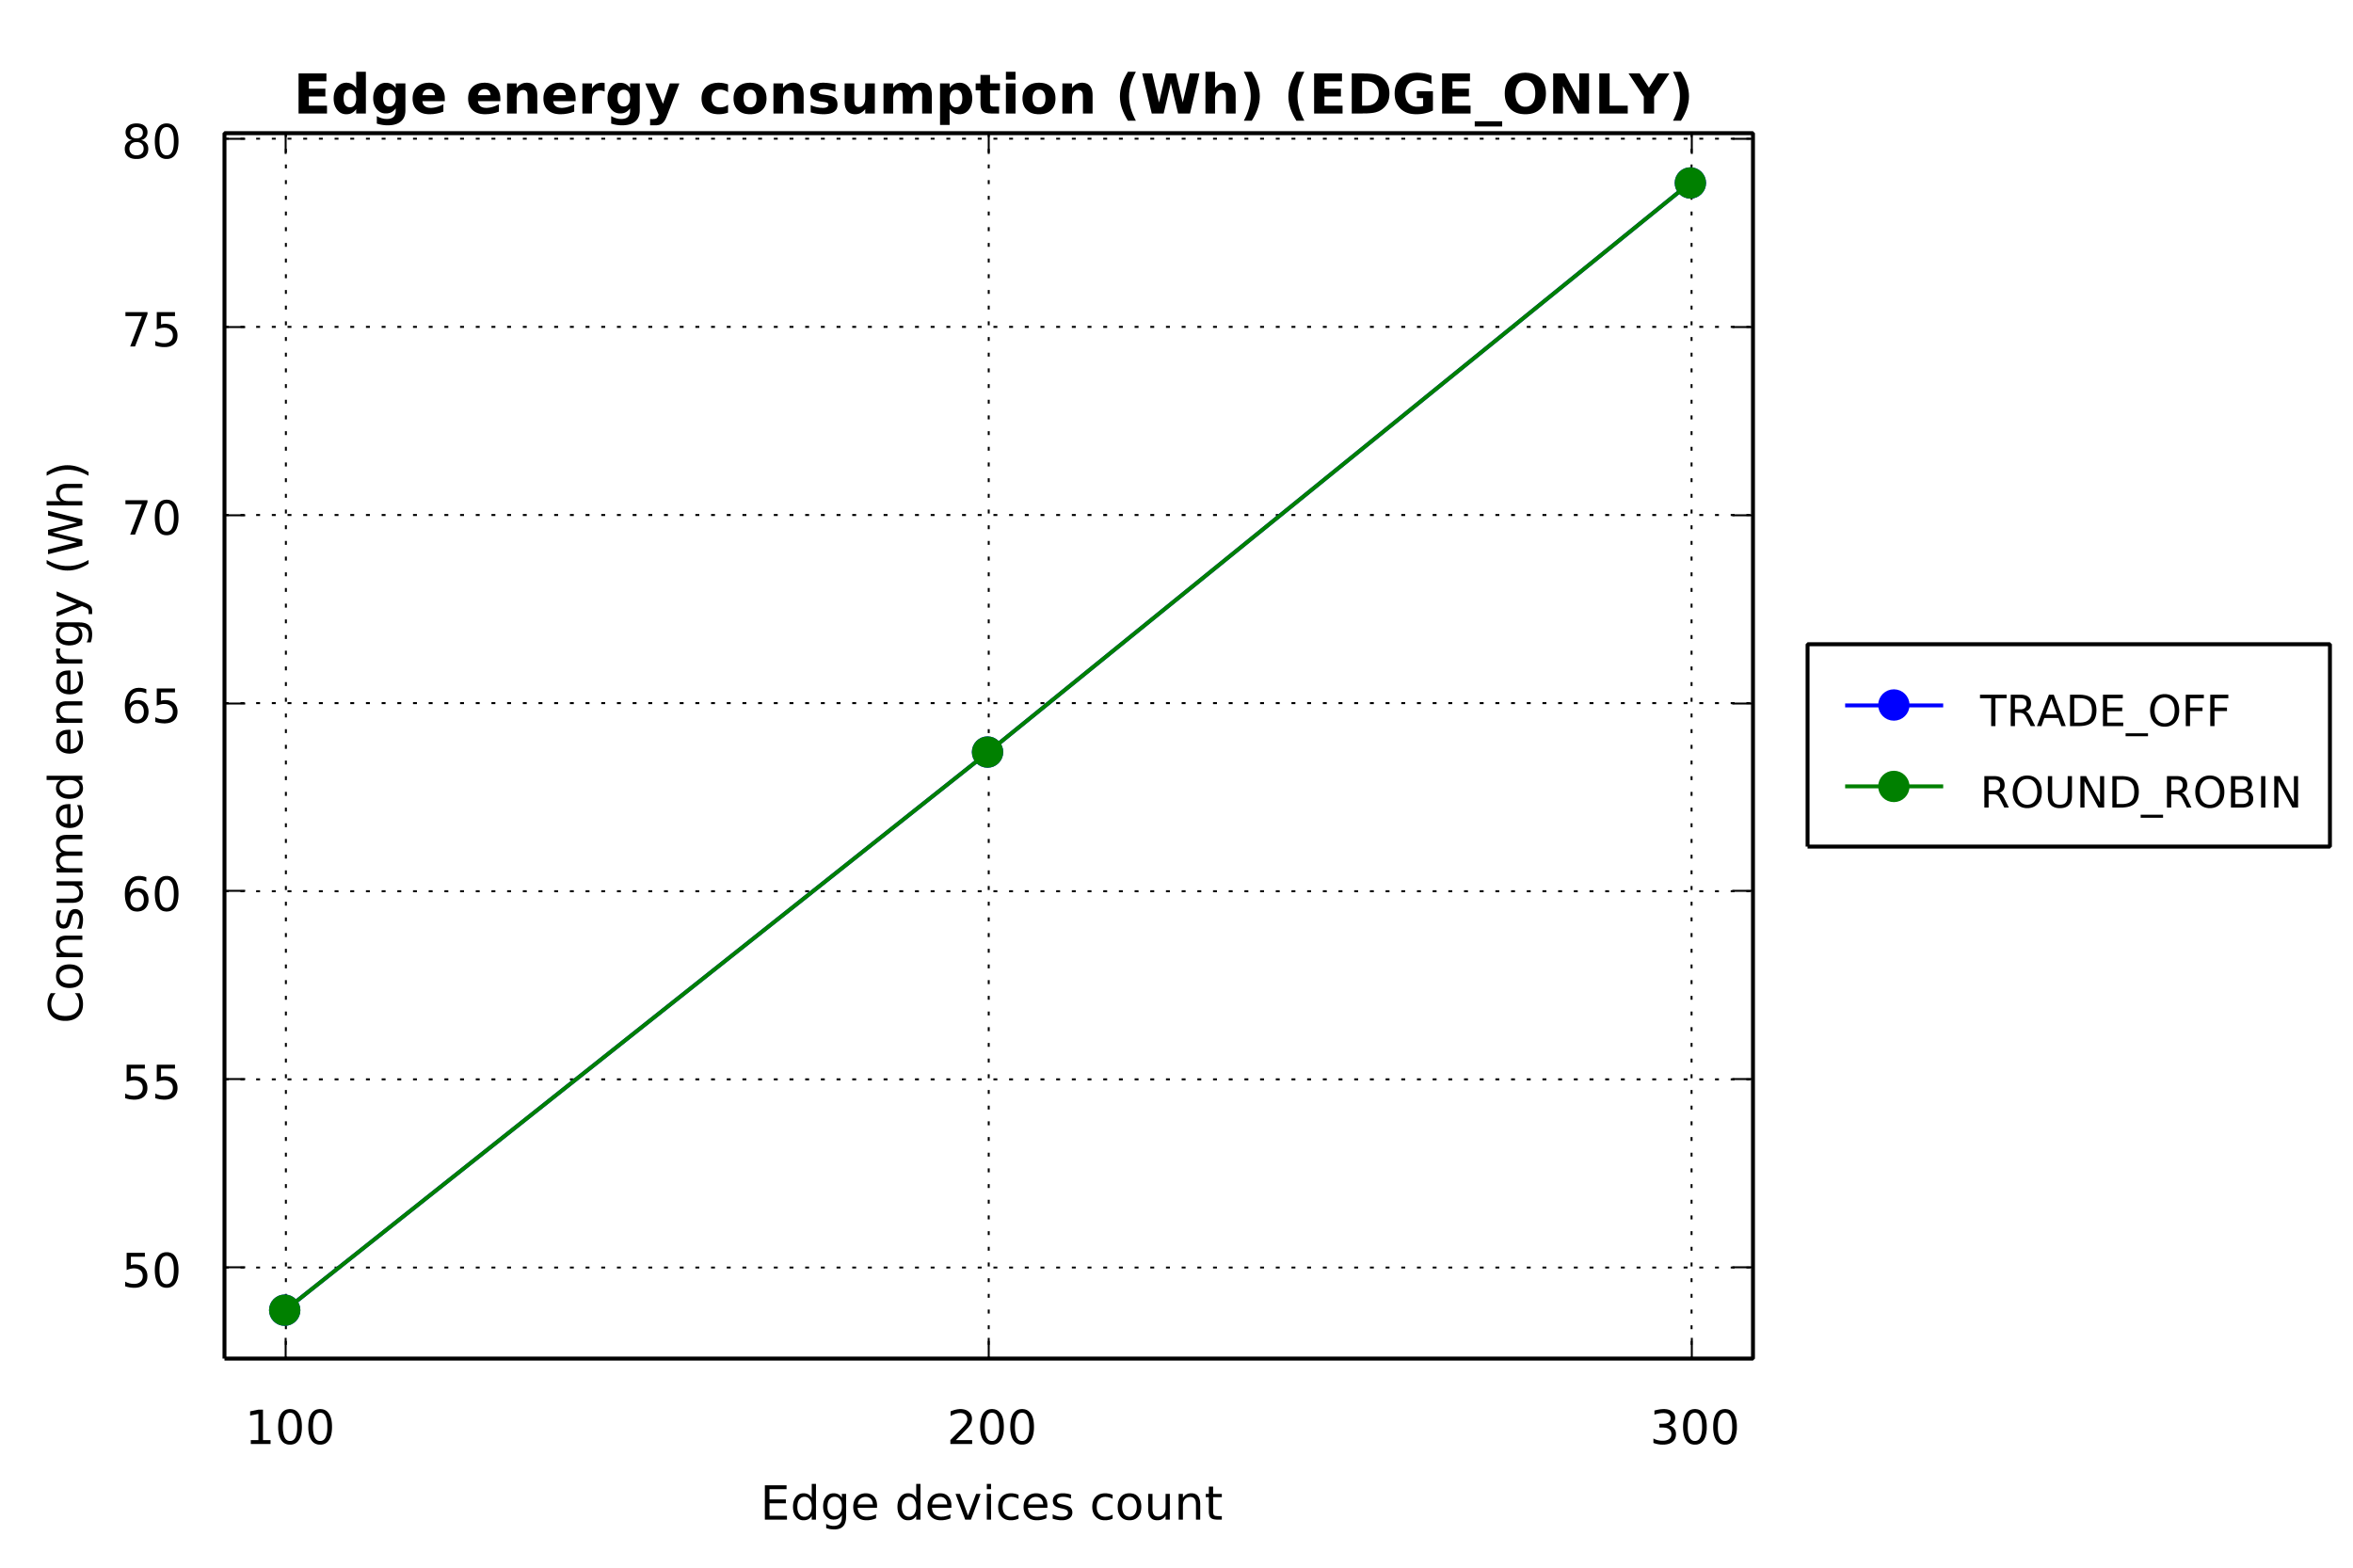 Edge energy consumption (Wh) (EDGE_ONLY)
80
75
70
65
60
55
50
Consumed energy (Wh)
100 200 300
Edge devices count
TRADE_OFF
ROUND_ROBIN